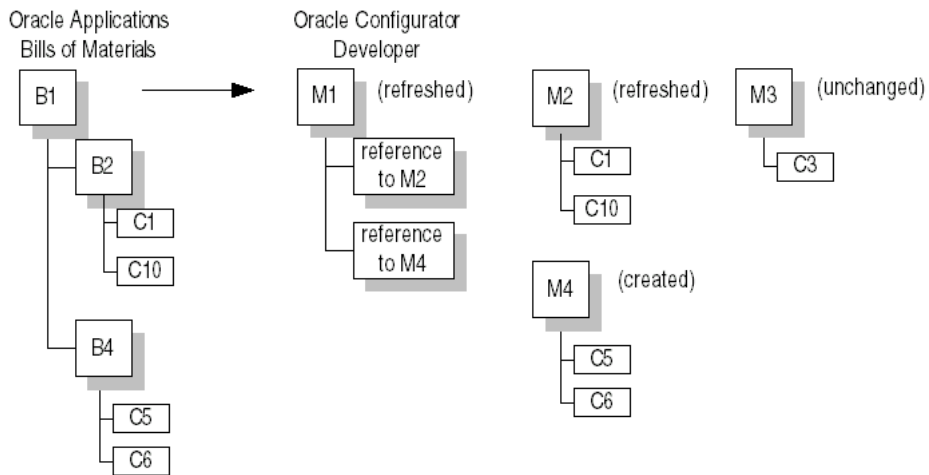 Oracle Applications
Bills of Materials
Oracle Configurator
Developer
B1
M1 (refreshed)
M2 (refreshed)
M3 (unchanged)
B2
reference
to M2
C1
C3
C1
C10
C10
reference
to M4
M4 (created)
B4
C5
C6
C5
C6